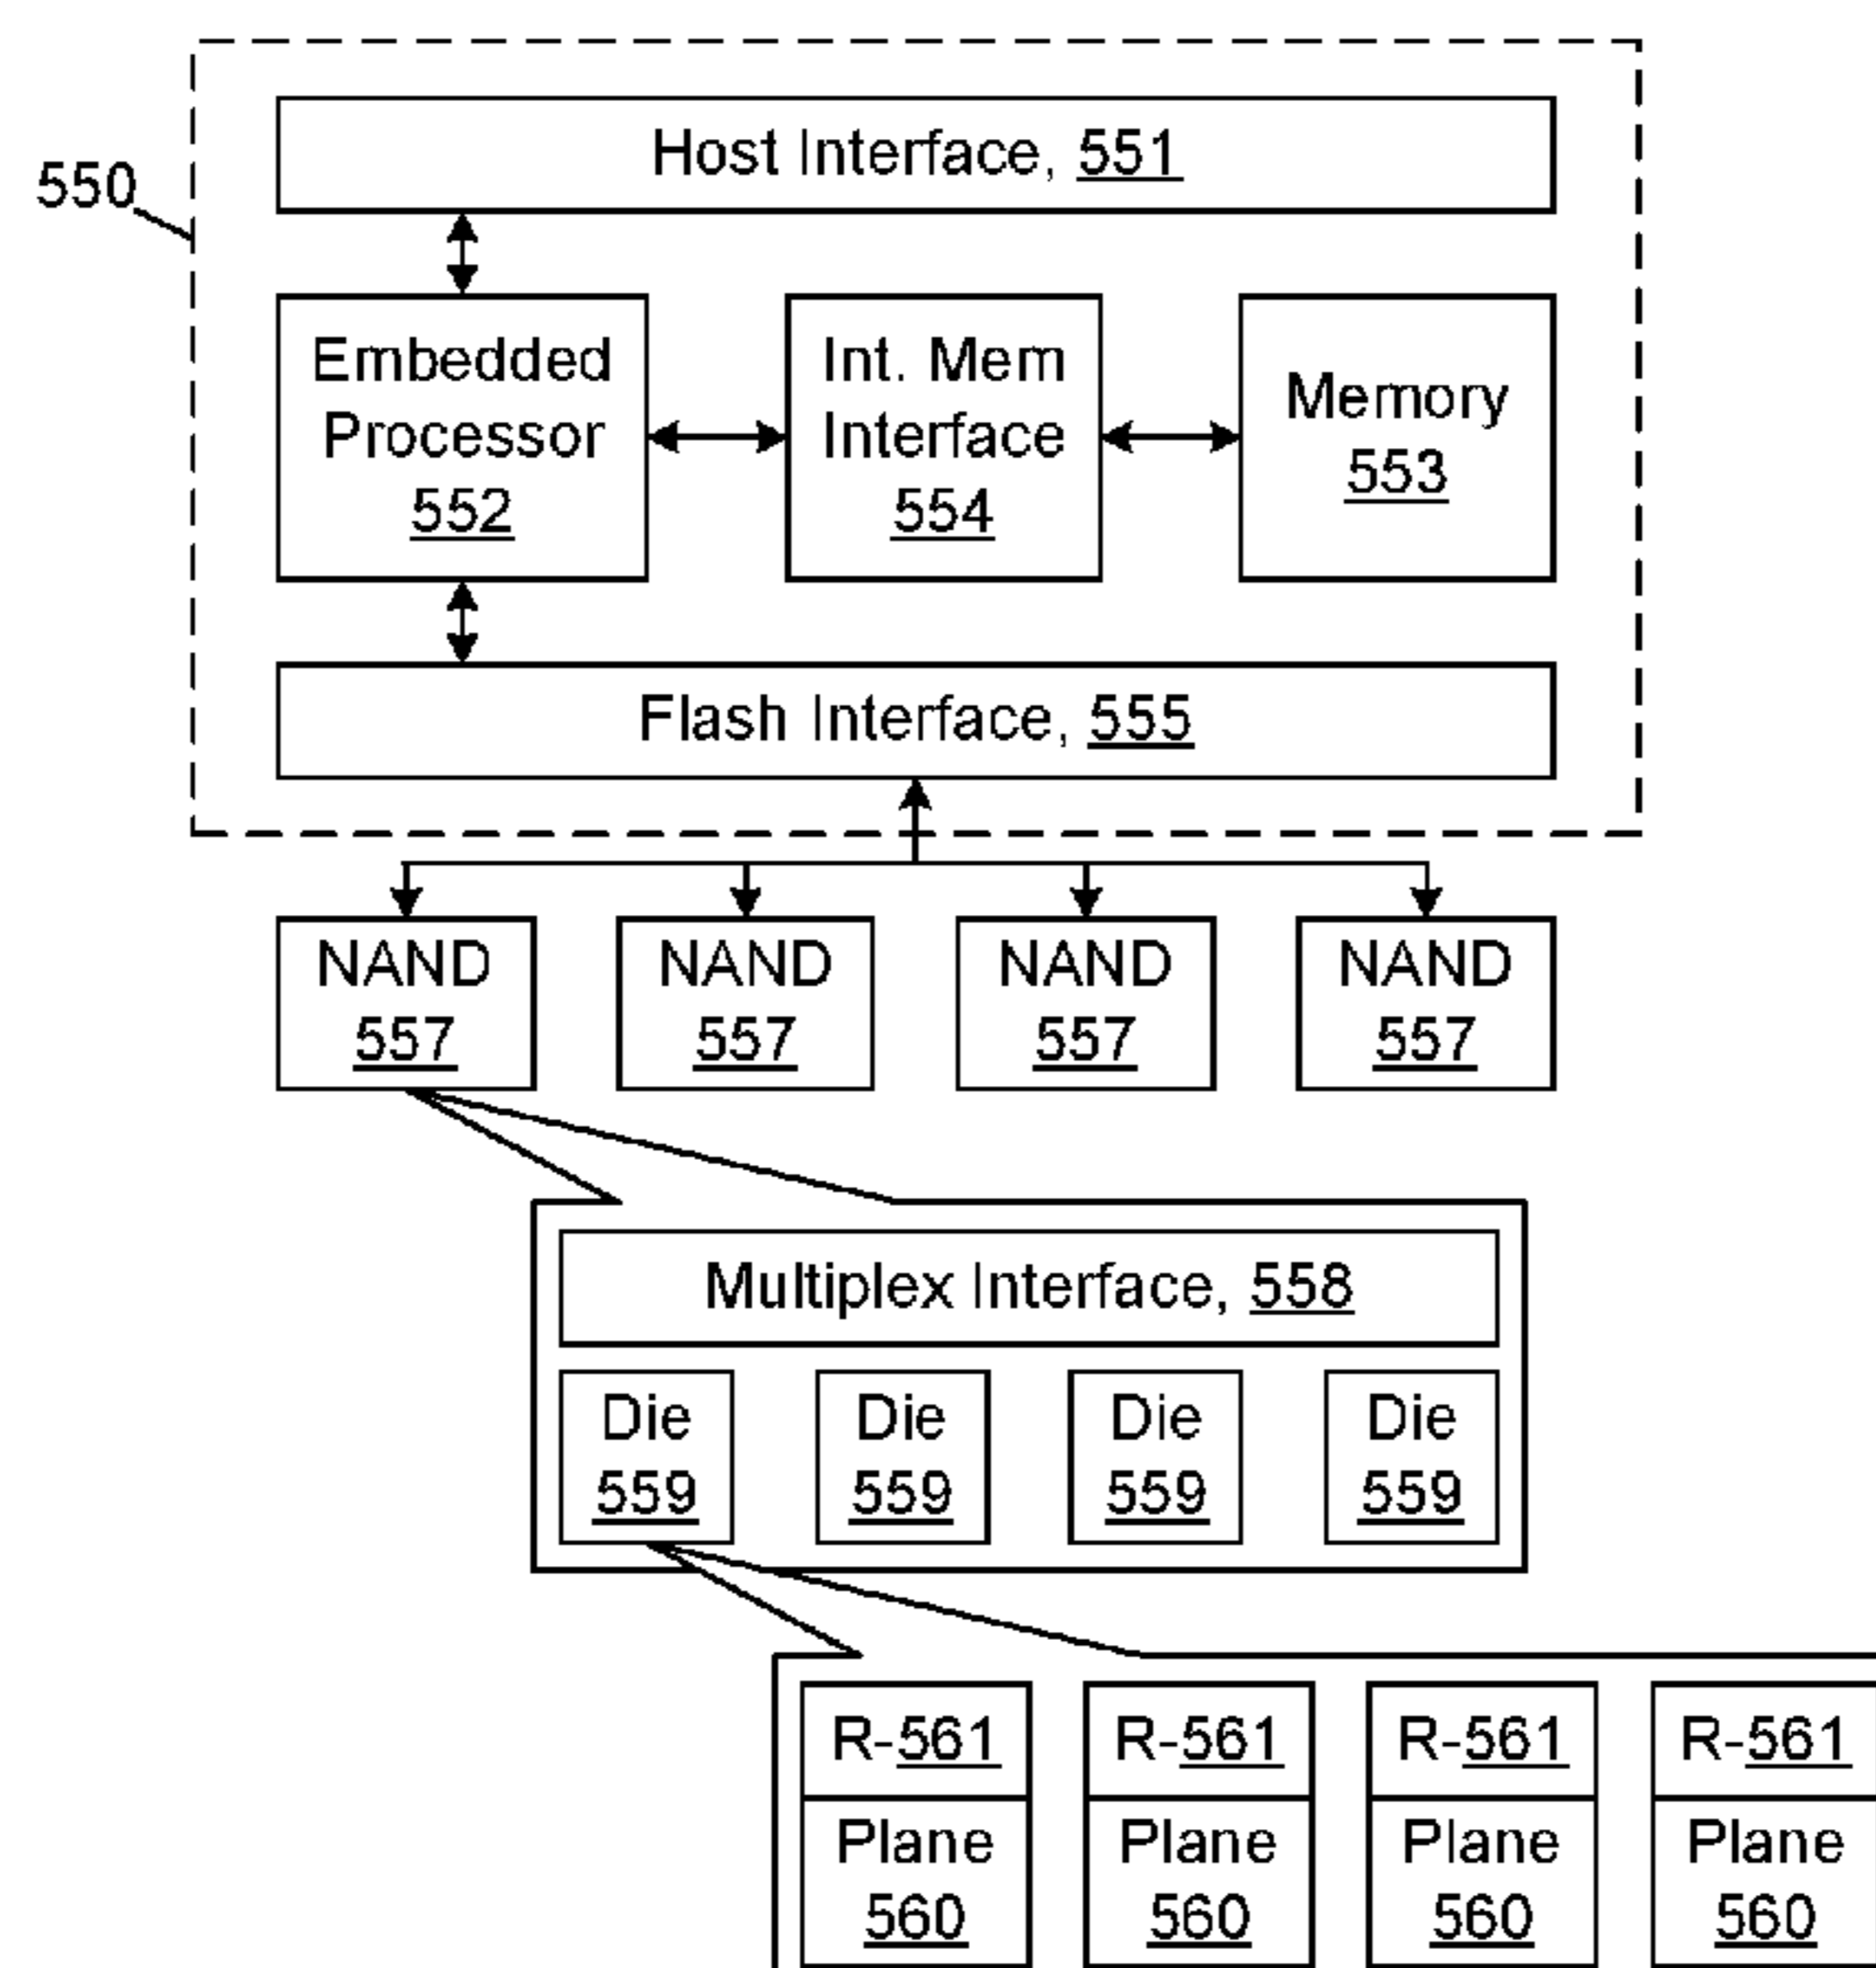 550
Host Interface, 551
Embedded
Processor
552
Int. Mem
Interface
554
Memory
553
Flash Interface, 555
NAND
557
NAND
557
NAND
557
NAND
557
Multiplex Interface, 558
Die
559
Die
559
Die
559
Die
559
R-561
Plane
560
R-561
Plane
560
R-561
Plane
560
R-561
Plane
560